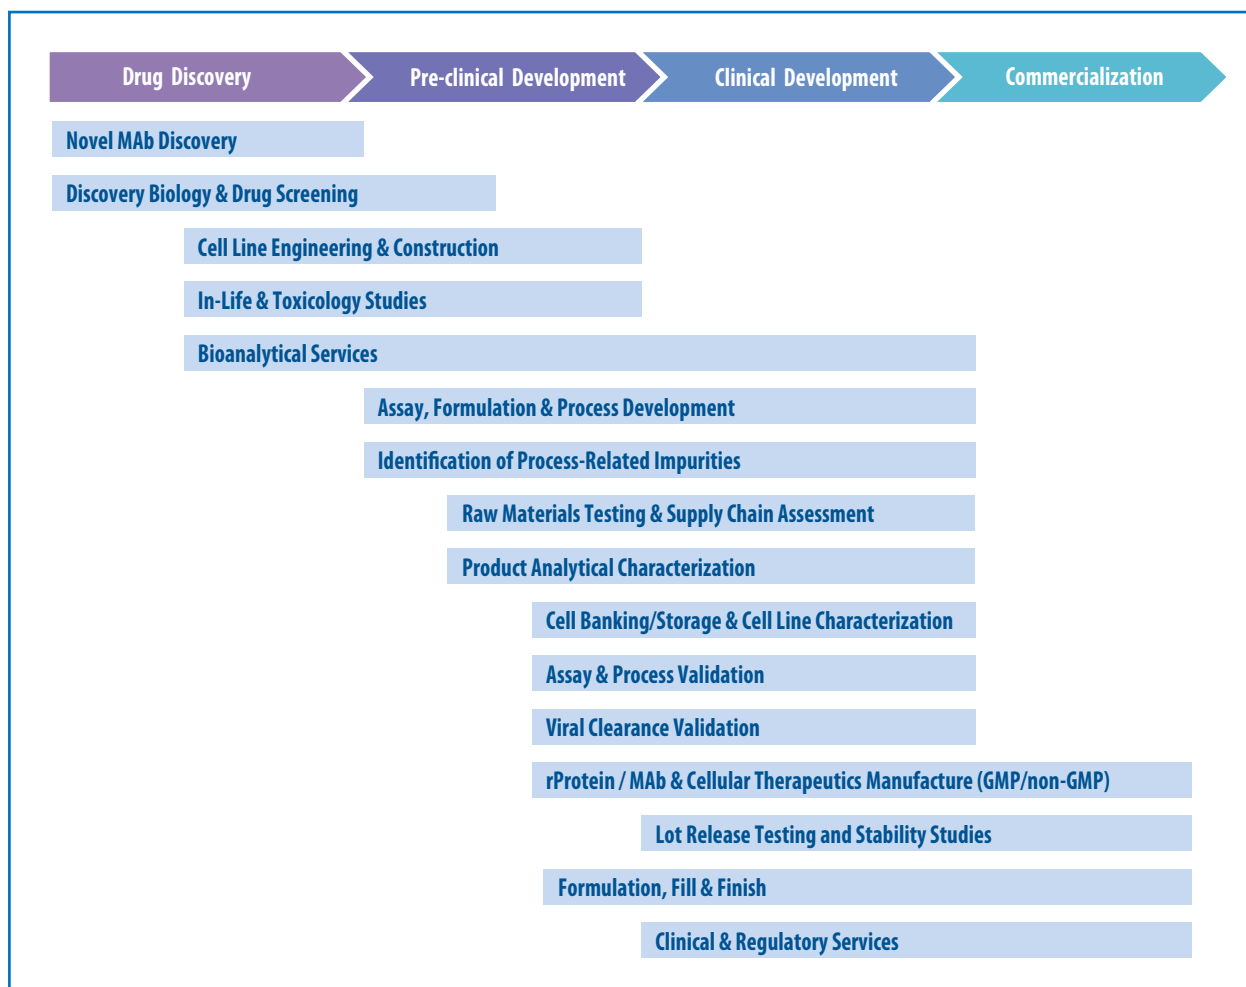 Drug Discovery
Pre-clinical Development
Clinical Development
Commercialization
Novel MAb Discovery
Discovery Biology & Drug Screening
Cell Line Engineering & Construction
In-Life & Toxicology Studies
Bioanalytical Services
Assay, Formulation & Process Development
Identification of Process-Related Impurities
Raw Materials Testing & Supply Chain Assessment
Product Analytical Characterization
Cell Banking/Storage & Cell Line Characterization
Assay & Process Validation
Viral Clearance Validation
rProtein / MAb & Cellular Therapeutics Manufacture (GMP/non-GMP)
Lot Release Testing and Stability Studies
Formulation, Fill & Finish
Clinical & Regulatory Services